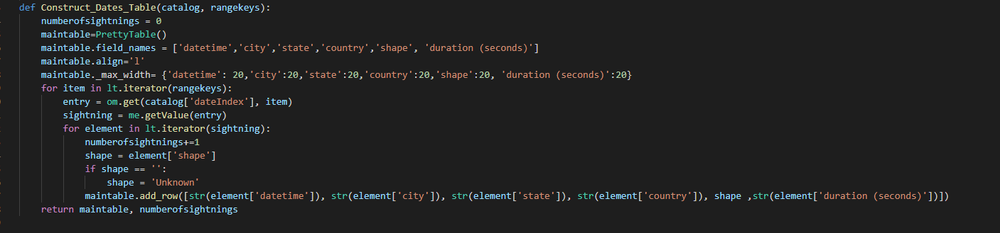 def Construct_Dates_Table(catalog, rangekeys):
    numberofsightnings = 0
    maintable=PrettyTable()
    maintable.field_names = ['datetime','city','state','country','shape', 'duration (seconds)']
    maintable.align='l'
    maintable._max_width= {'datetime': 20,'city':20,'state':20,'country':20,'shape':20, 'duration (seconds)':20}
    for item in lt.iterator(rangekeys):
        entry = om.get(catalog['dateIndex'], item)
        sightning = me.getValue(entry)
        for element in lt.iterator(sightning):
            numberofsightnings+=1
            shape = element['shape']
            if shape == '':
                shape = 'Unknown'
            maintable.add_row([str(element['datetime']), str(element['city']), str(element['state']), str(element['country']), shape ,str(element['duration (seconds)'])])
    return maintable, numberofsightnings